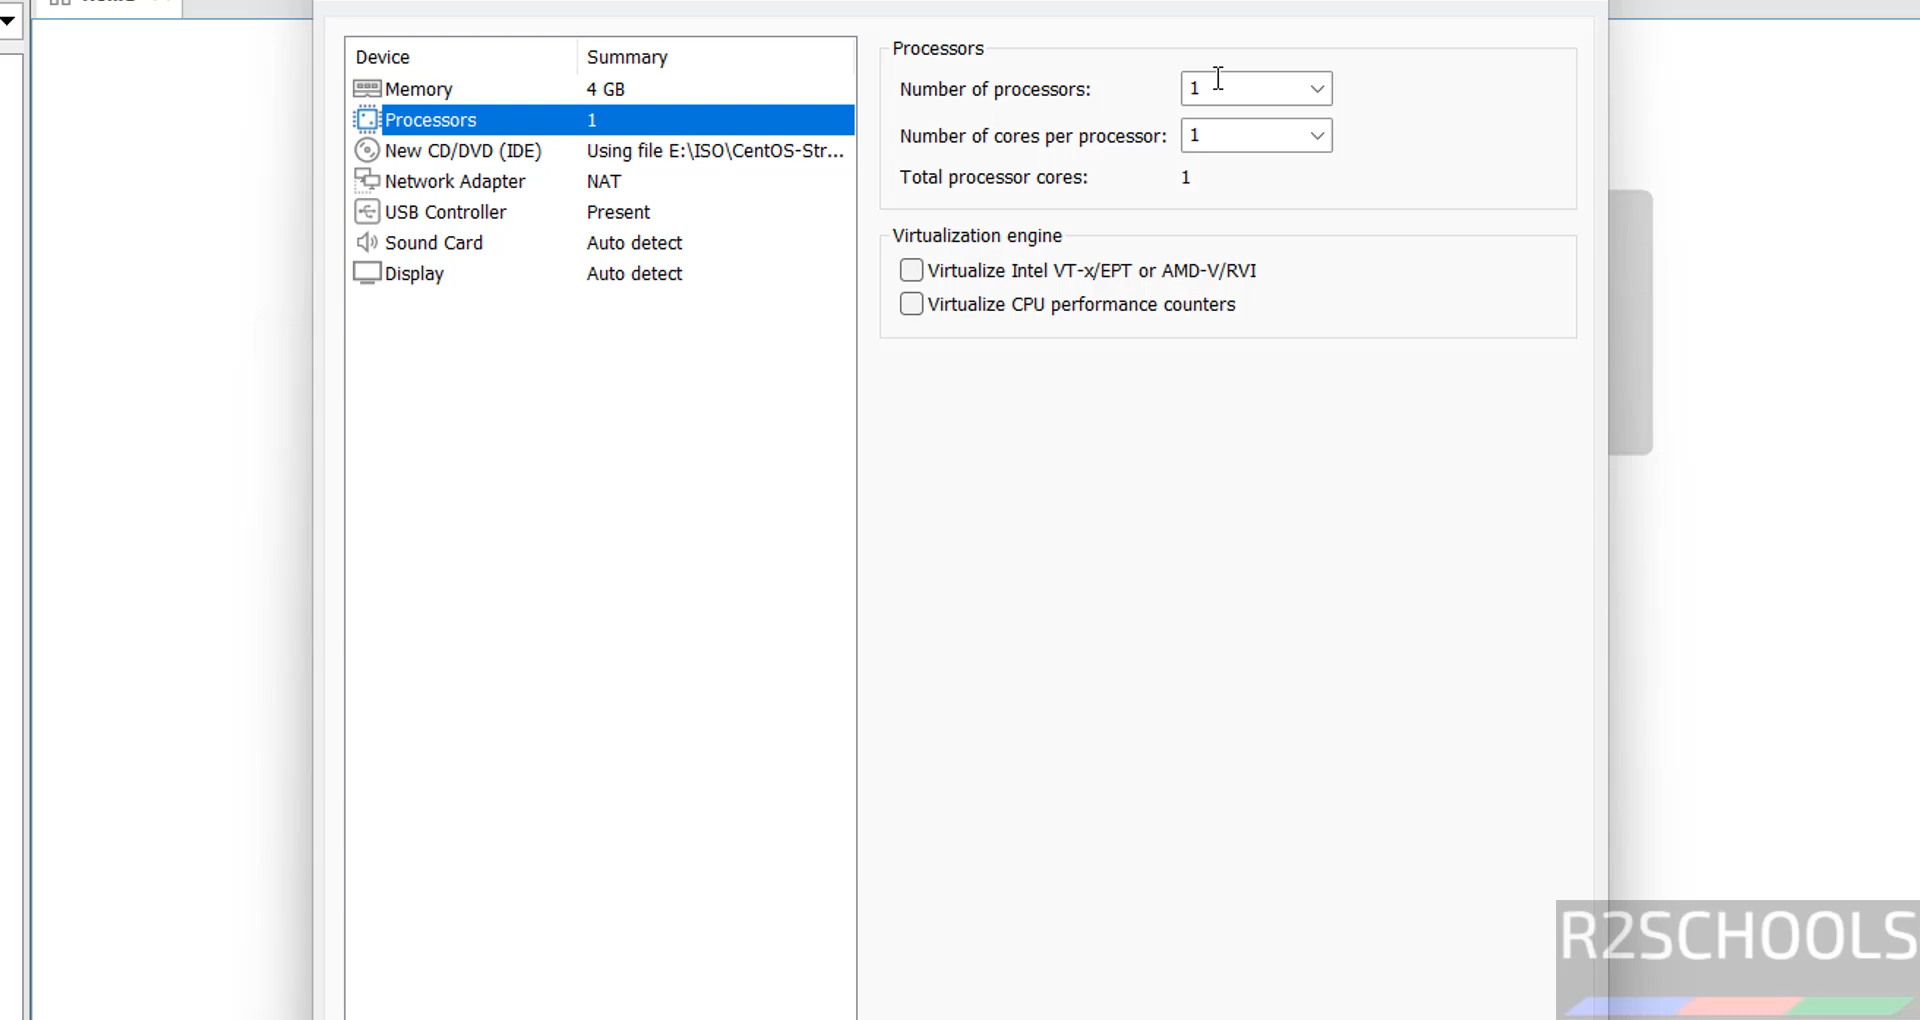 Device Summary
Memory 4 GB
Processors 1
New CD/DVD (IDE) Using file E:\ISO\CentOS-Str...
Network Adapter NAT
USB Controller Present
Sound Card Auto detect
Display Auto detect
Processors
Number of processors: 1
Number of cores per processor: 1
Total processor cores: 1
Virtualization engine
Virtualize Intel VT-x/EPT or AMD-V/RVI
Virtualize CPU performance counters
R2SCHOOLS